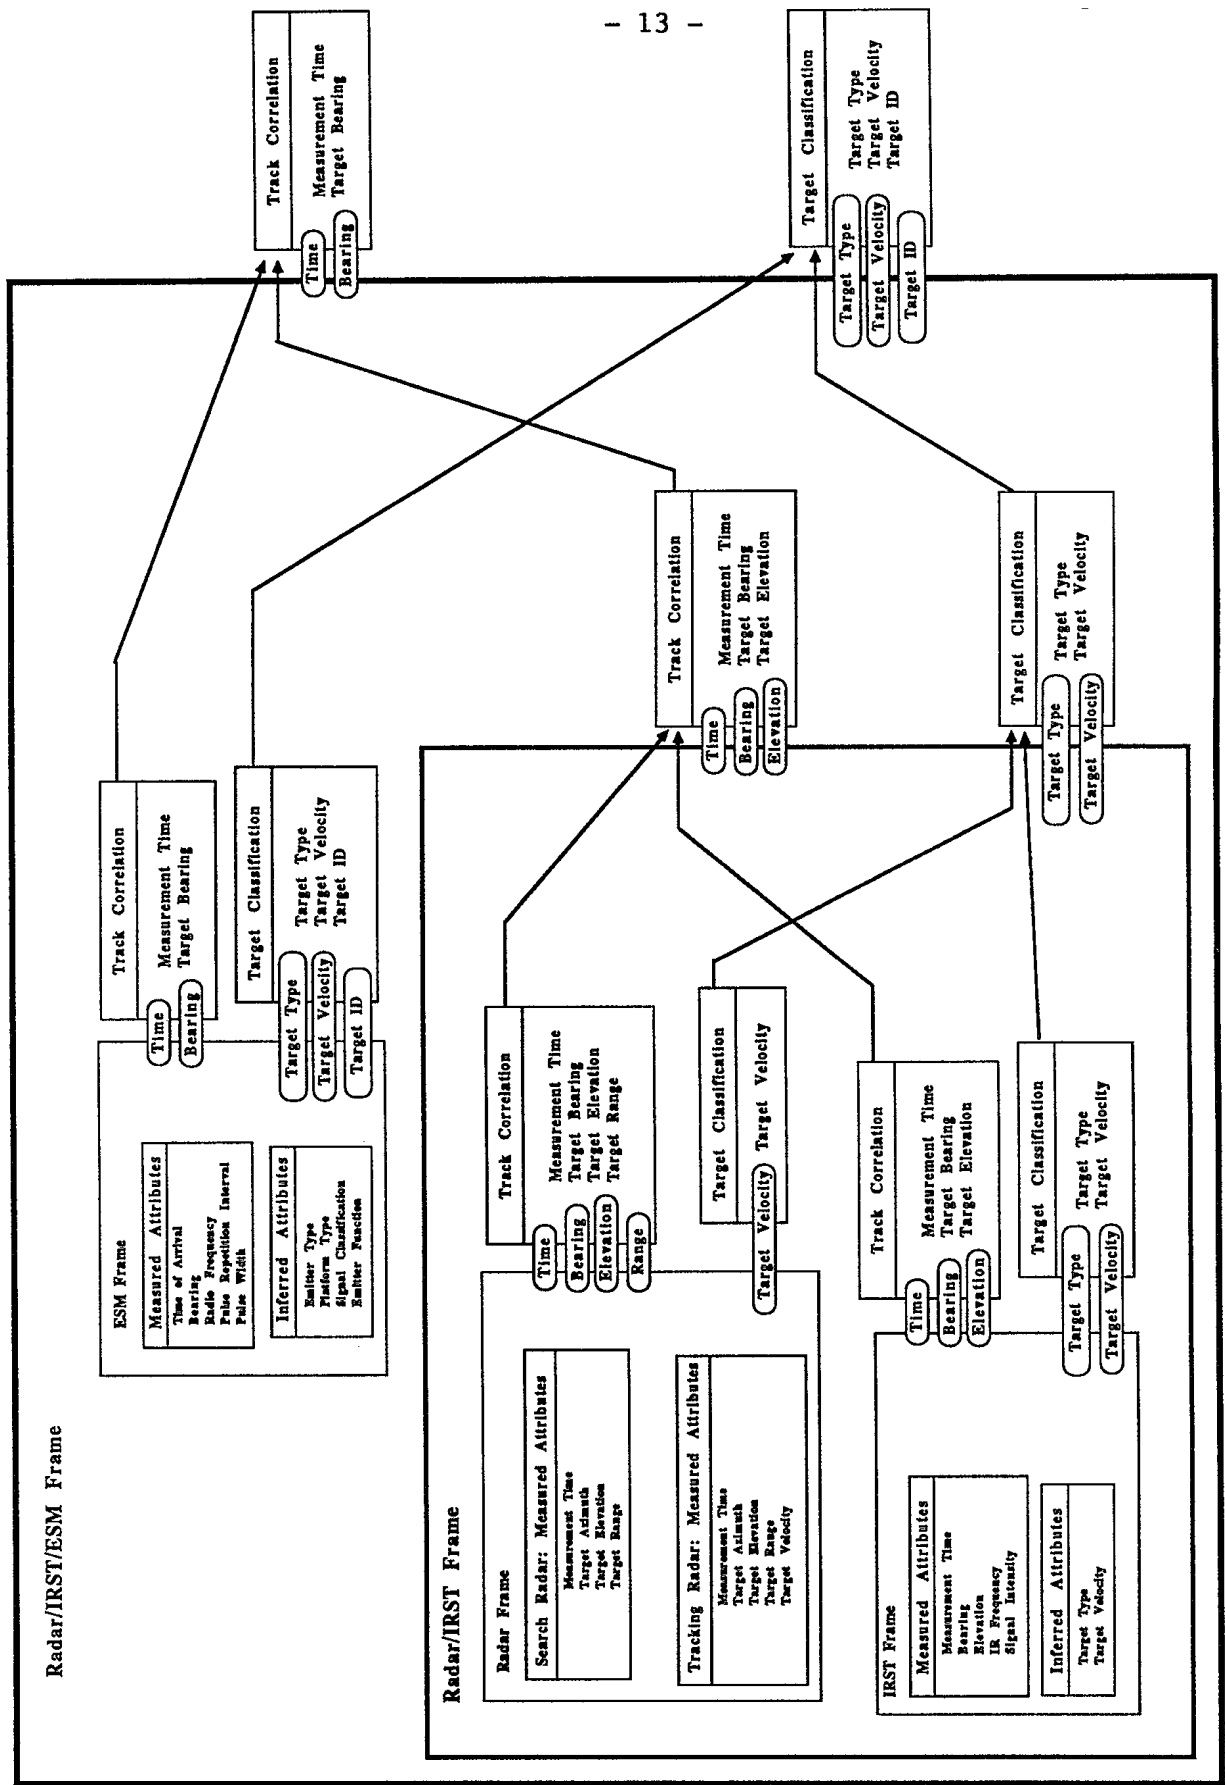 - 13 -
Radar/IRST/ESM Frame
ESM Frame
Measured Attributes
Time of Arrival
Bearing
Radio Frequency
Pulse Repetition Interval
Pulse Width
Inferred Attributes
Emitter Type
Platform Type
Signal Classification
Emitter Function
Time
Bearing
Track Correlation
Measurement Time
Target Bearing
Target Type
Target Velocity
Target ID
Target Classification
Target Type
Target Velocity
Target ID
Radar/IRST Frame
Radar Frame
Search Radar: Measured Attributes
Measurement Time
Target Azimuth
Target Elevation
Target Range
Tracking Radar: Measured Attributes
Measurement Time
Target Azimuth
Target Elevation
Target Range
Target Velocity
Time
Bearing
Elevation
Range
Track Correlation
Measurement Time
Target Bearing
Target Elevation
Target Range
Target Velocity
Target Classification
Target Velocity
IRST Frame
Measured Attributes
Measurement Time
Bearing
Elevation
IR Frequency
Signal Intensity
Inferred Attributes
Target Type
Target Velocity
Time
Bearing
Elevation
Track Correlation
Measurement Time
Target Bearing
Target Elevation
Target Type
Target Velocity
Target Classification
Target Type
Target Velocity
Time
Bearing
Elevation
Track Correlation
Measurement Time
Target Bearing
Target Elevation
Target Type
Target Velocity
Target Classification
Target Type
Target Velocity
Time
Bearing
Track Correlation
Measurement Time
Target Bearing
Target Type
Target Velocity
Target ID
Target Classification
Target Type
Target Velocity
Target ID